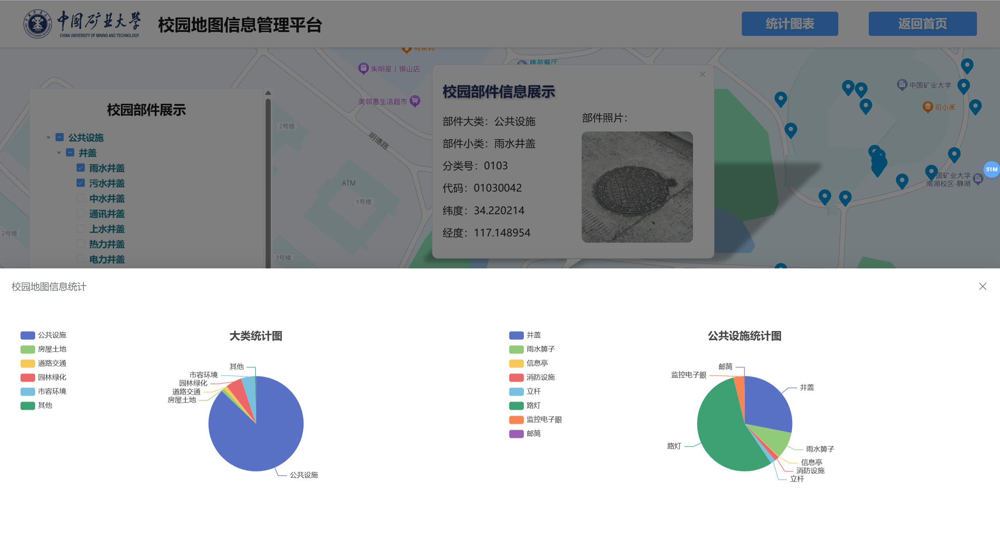 中国矿业大学
CHINA UNIVERSITY OF MINING AND TECHNOLOGY
1909
校园地图信息管理平台
统计图表
返回首页
朱明星丨铜山店
桃苑餐厅
美邻惠生活超市
中国矿业大学
司小禾
校园部件展示
公共设施
井盖
雨水井盖
污水井盖
中水井盖
通讯井盖
上水井盖
热力井盖
电力井盖
2号楼
明德路
ATM
1号楼
2号楼
3号楼
校园部件信息展示
部件大类：公共设施
部件小类：雨水井盖
分类号：0103
代码：01030042
纬度：34.220214
经度：117.148954
部件照片：
51M
国矿业大学
南湖校区-静湖
校园地图信息统计
公共设施
房屋土地
道路交通
园林绿化
市容环境
其他
大类统计图
其他
市容环境
园林绿化
道路交通
房屋土地
公共设施
井盖
雨水箅子
信息亭
消防设施
立杆
路灯
监控电子眼
邮筒
公共设施统计图
邮筒
监控电子眼
井盖
路灯
雨水箅子
信息亭
消防设施
立杆